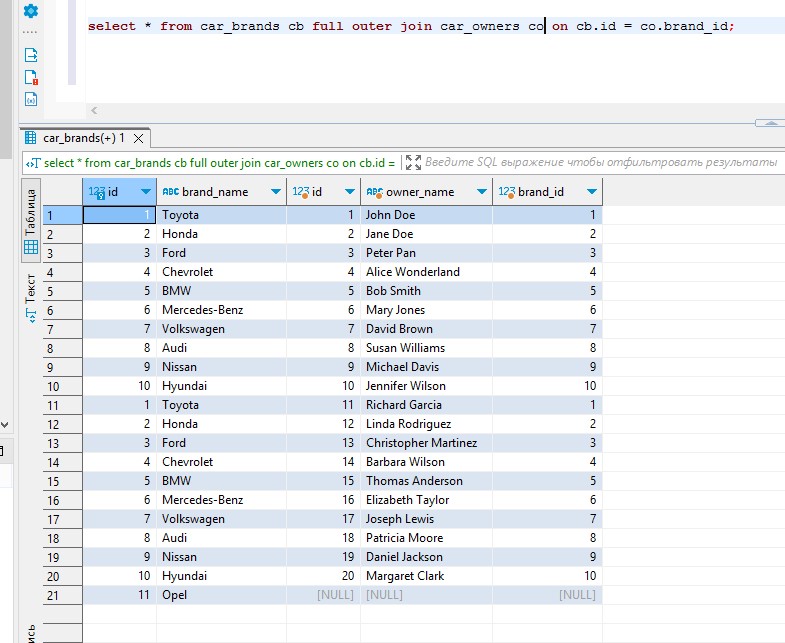 select * from car_brands cb full outer join car_owners co on cb.id = co.brand_id;
car_brands(+) 1
select * from car_brands cb full outer join car_owners co on cb.id =
Введите SQL выражение чтобы отфильтровать результаты
Таблица
Текст
123 id ABC brand_name 123 id ABC owner_name 123 brand_id
1 1 Toyota 1 John Doe 1
2 2 Honda 2 Jane Doe 2
3 3 Ford 3 Peter Pan 3
4 4 Chevrolet 4 Alice Wonderland 4
5 5 BMW 5 Bob Smith 5
6 6 Mercedes-Benz 6 Mary Jones 6
7 7 Volkswagen 7 David Brown 7
8 8 Audi 8 Susan Williams 8
9 9 Nissan 9 Michael Davis 9
10 10 Hyundai 10 Jennifer Wilson 10
11 1 Toyota 11 Richard Garcia 1
12 2 Honda 12 Linda Rodriguez 2
13 3 Ford 13 Christopher Martinez 3
14 4 Chevrolet 14 Barbara Wilson 4
15 5 BMW 15 Thomas Anderson 5
16 6 Mercedes-Benz 16 Elizabeth Taylor 6
17 7 Volkswagen 17 Joseph Lewis 7
18 8 Audi 18 Patricia Moore 8
19 9 Nissan 19 Daniel Jackson 9
20 10 Hyundai 20 Margaret Clark 10
21 11 Opel [NULL] [NULL] [NULL]